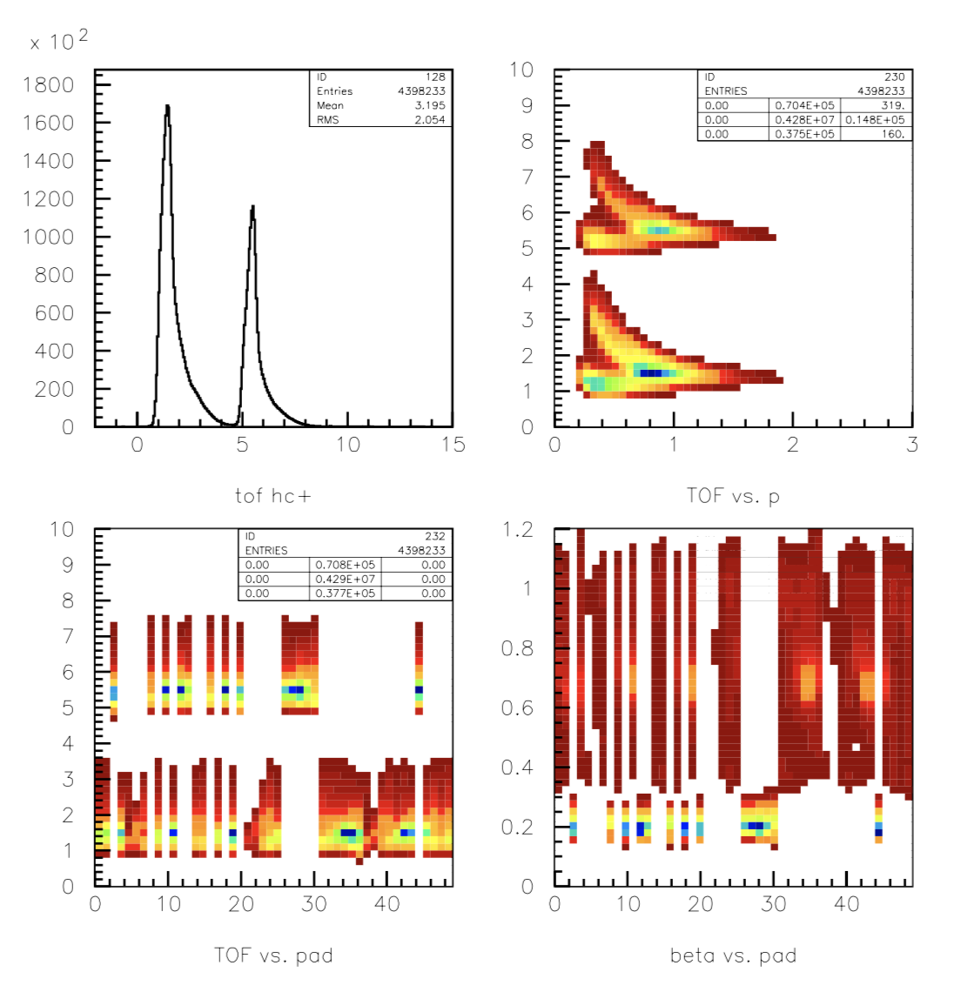 x 10²
1800
1600
1400
1200
1000
800
600
400
200
0
0 5 10 15
ID 128
Entries 4398233
Mean 3.195
RMS 2.054
tof hc+
10
9
8
7
6
5
4
3
2
1
0
0 1 2 3
ID 230
ENTRIES 4398233
0.00 0.704E+05 319.
0.00 0.428E+07 0.148E+05
0.00 0.375E+05 160.
TOF vs. p
10
9
8
7
6
5
4
3
2
1
0
0 10 20 30 40
ID 232
ENTRIES 4398233
0.00 0.708E+05 0.00
0.00 0.429E+07 0.00
0.00 0.377E+05 0.00
TOF vs. pad
1.2
1
0.8
0.6
0.4
0.2
0
0 10 20 30 40
beta vs. pad